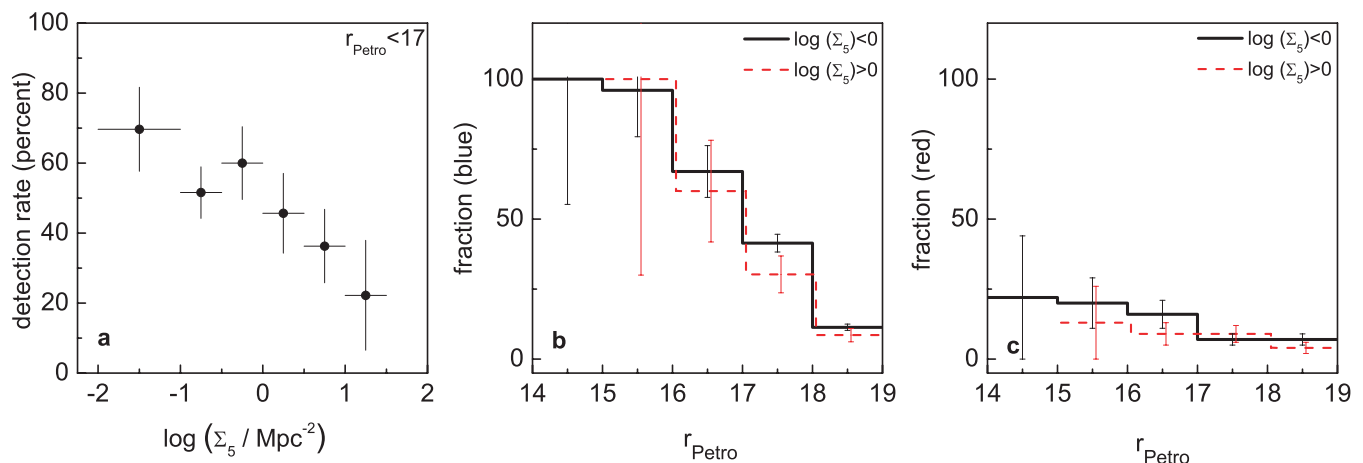 detection rate (percent)
100
80
60
40
20
0
r_Petro<17
a
-2 -1 0 1 2
log (Σ_5 / Mpc^-2)
fraction (blue)
100
50
0
log (Σ_5)<0
log (Σ_5)>0
b
14 15 16 17 18 19
r_Petro
fraction (red)
100
50
0
log (Σ_5)<0
log (Σ_5)>0
c
14 15 16 17 18 19
r_Petro